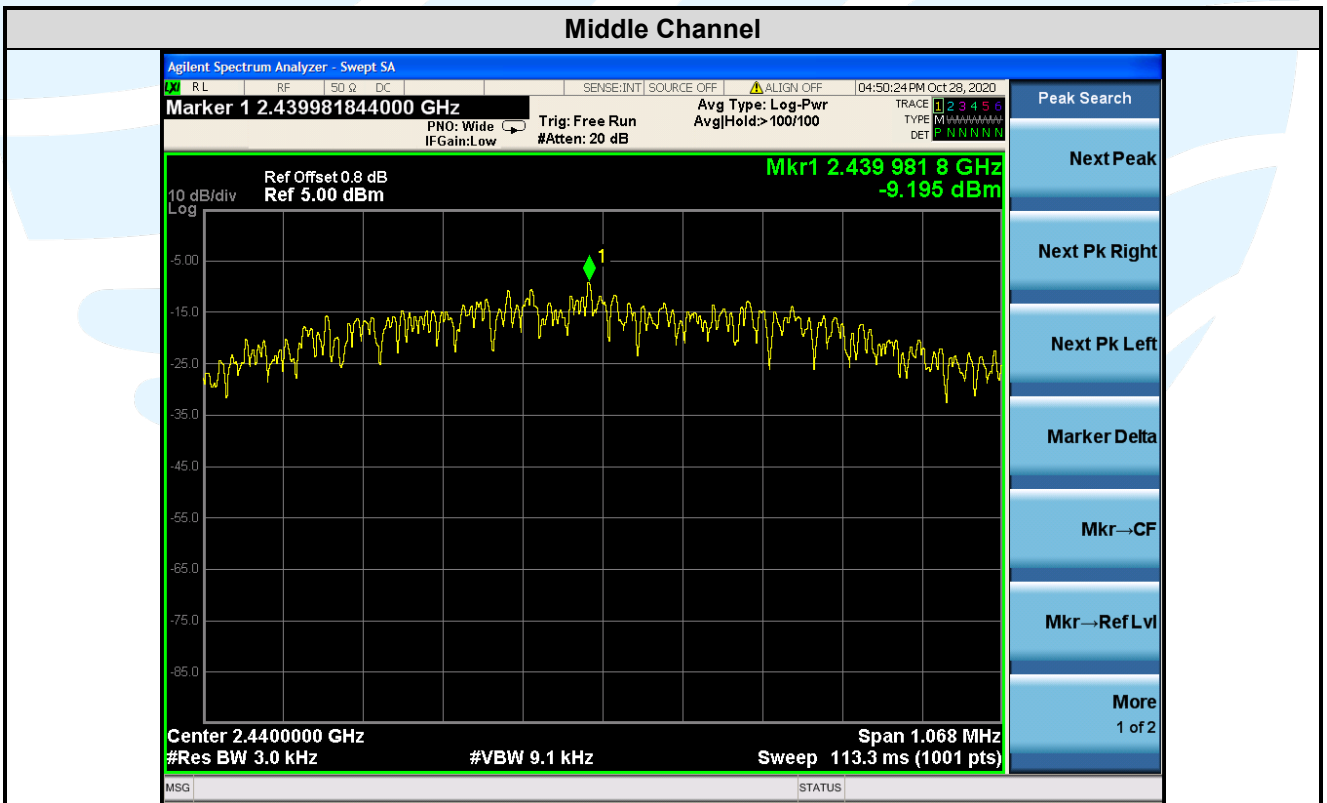 Middle Channel
Agilent Spectrum Analyzer - Swept SA
LXI RL RF 50 Ω DC SENSE:INT SOURCE OFF ALIGN OFF 04:50:24 PM Oct 28, 2020
Marker 1 2.439981844000 GHz
PNO: Wide
IFGain:Low
Trig: Free Run
#Atten: 20 dB
Avg Type: Log-Pwr
Avg|Hold:>100/100
TRACE 1 2 3 4 5 6
TYPE M
DET P N N N N N
Peak Search
Next Peak
Next Pk Right
Next Pk Left
Marker Delta
Mkr→CF
Mkr→Ref Lvl
More
1 of 2
Mkr1 2.439 981 8 GHz
-9.195 dBm
Ref Offset 0.8 dB
10 dB/div Ref 5.00 dBm
Log
1
-5.00
-15.0
-25.0
-35.0
-45.0
-55.0
-65.0
-75.0
-85.0
Center 2.4400000 GHz Span 1.068 MHz
#Res BW 3.0 kHz #VBW 9.1 kHz Sweep 113.3 ms (1001 pts)
MSG STATUS